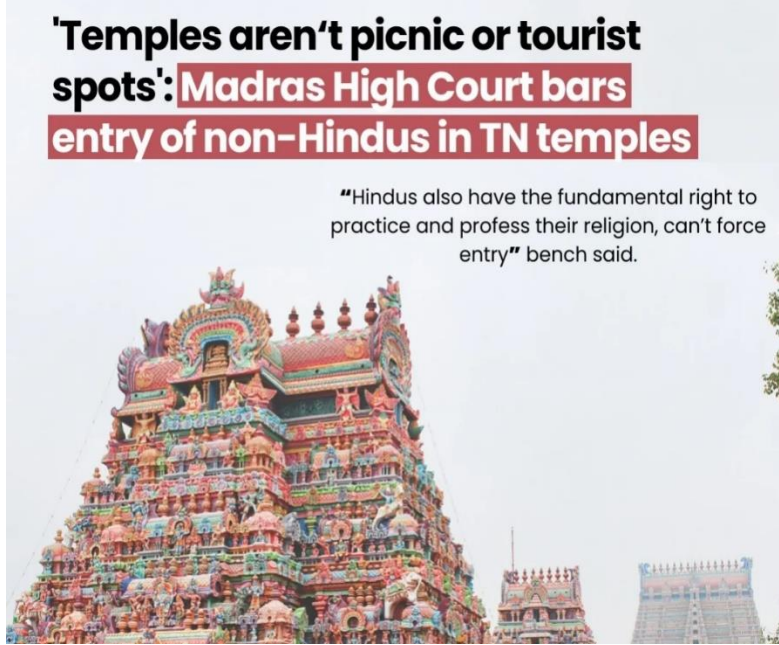 'Temples aren‘t picnic or tourist
spots': Madras High Court bars
entry of non-Hindus in TN temples
“Hindus also have the fundamental right to
practice and profess their religion, can’t force
entry” bench said.